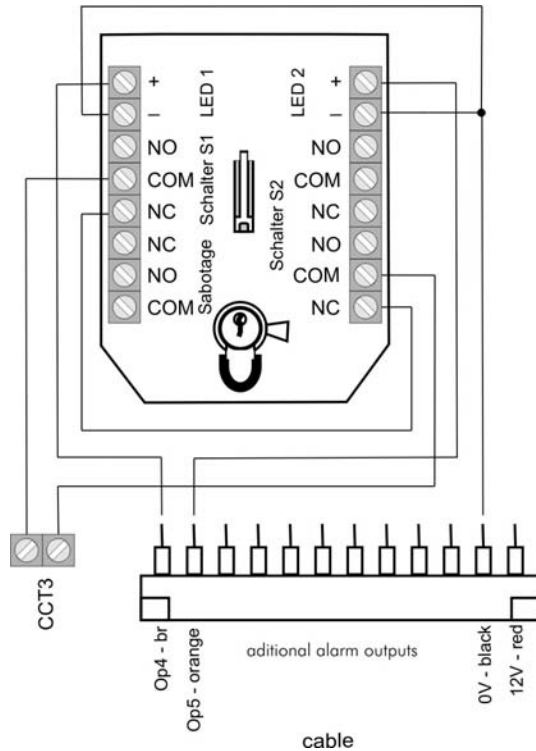 +
–
NO
COM
NC
NC
NO
COM
LED 1
Schalter S1
Sabotage
LED 2
Schalter S2
+
–
NO
COM
NC
NO
COM
NC
CCT3
Op4 - br
Op5 - orange
aditional alarm outputs
0V - black
12V - red
cable